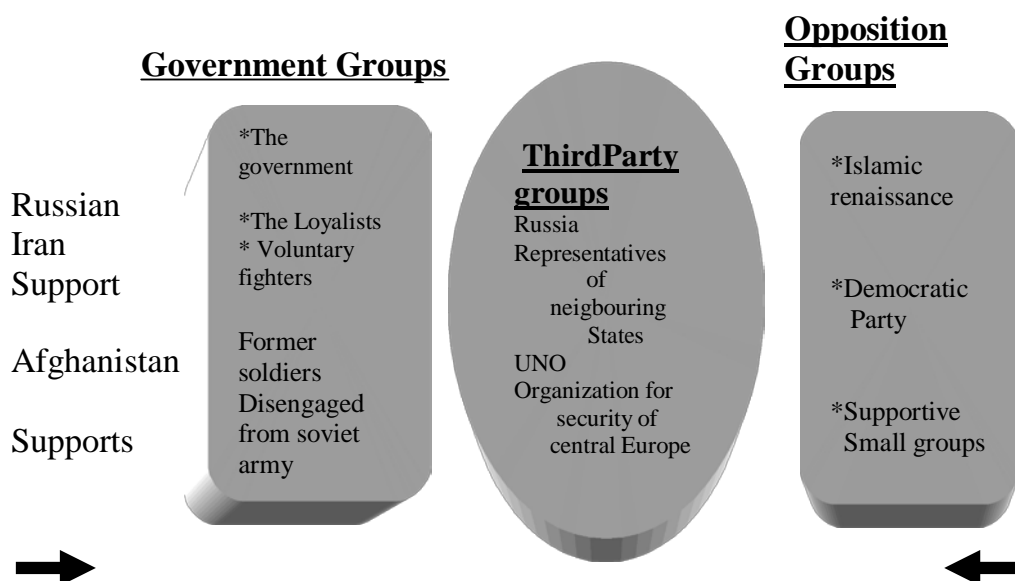 Government Groups
Opposition
Groups
Russian
Iran
Support
Afghanistan
Supports
*The
government
*The Loyalists
* Voluntary
fighters
Former
soldiers
Disengaged
from soviet
army
ThirdParty
groups
Russia
Representatives
of
neigbouring
States
UNO
Organization for
security of
central Europe
*Islamic
renaissance
*Democratic
Party
*Supportive
Small groups